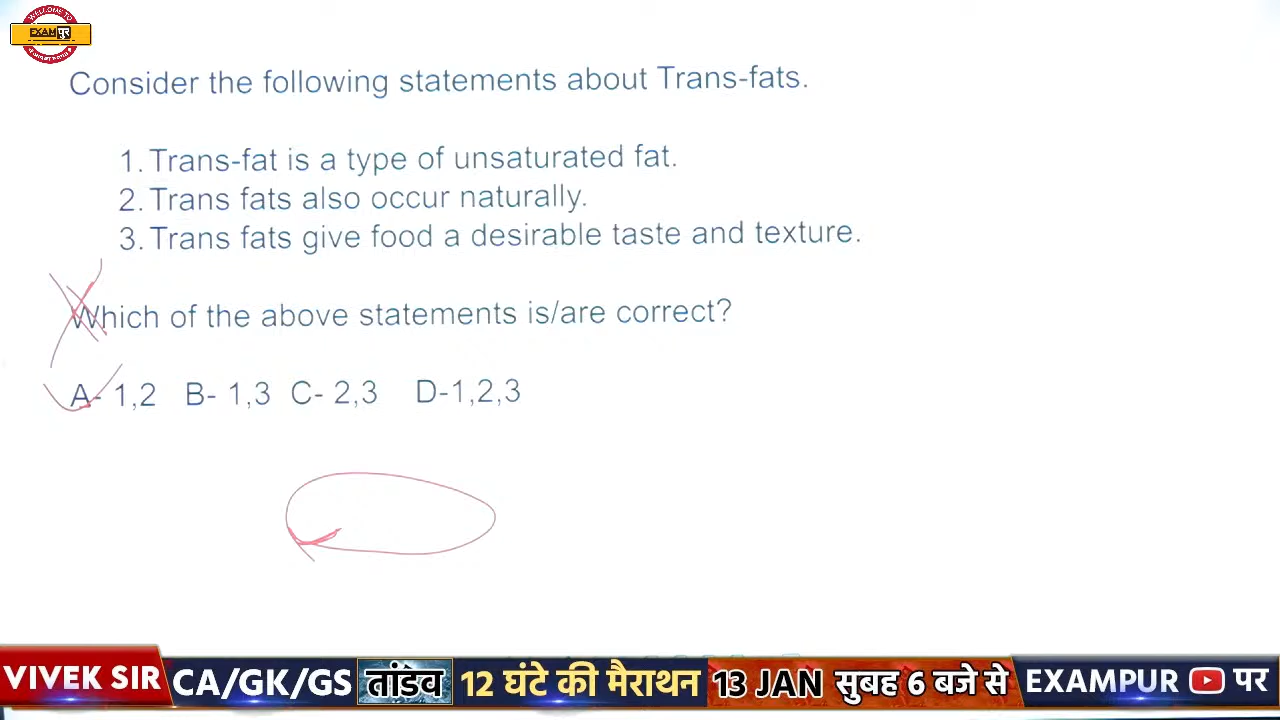 WELCOME TO
EXAM पुर
Consider the following statements about Trans-fats.
1. Trans-fat is a type of unsaturated fat.
2. Trans fats also occur naturally.
3. Trans fats give food a desirable taste and texture.
Which of the above statements is/are correct?
A- 1,2 B- 1,3 C- 2,3 D-1,2,3
VIVEK SIR CA/GK/GS तांडव 12 घंटे की मैराथन 13 JAN सुबह 6 बजे से EXAMPUR पर